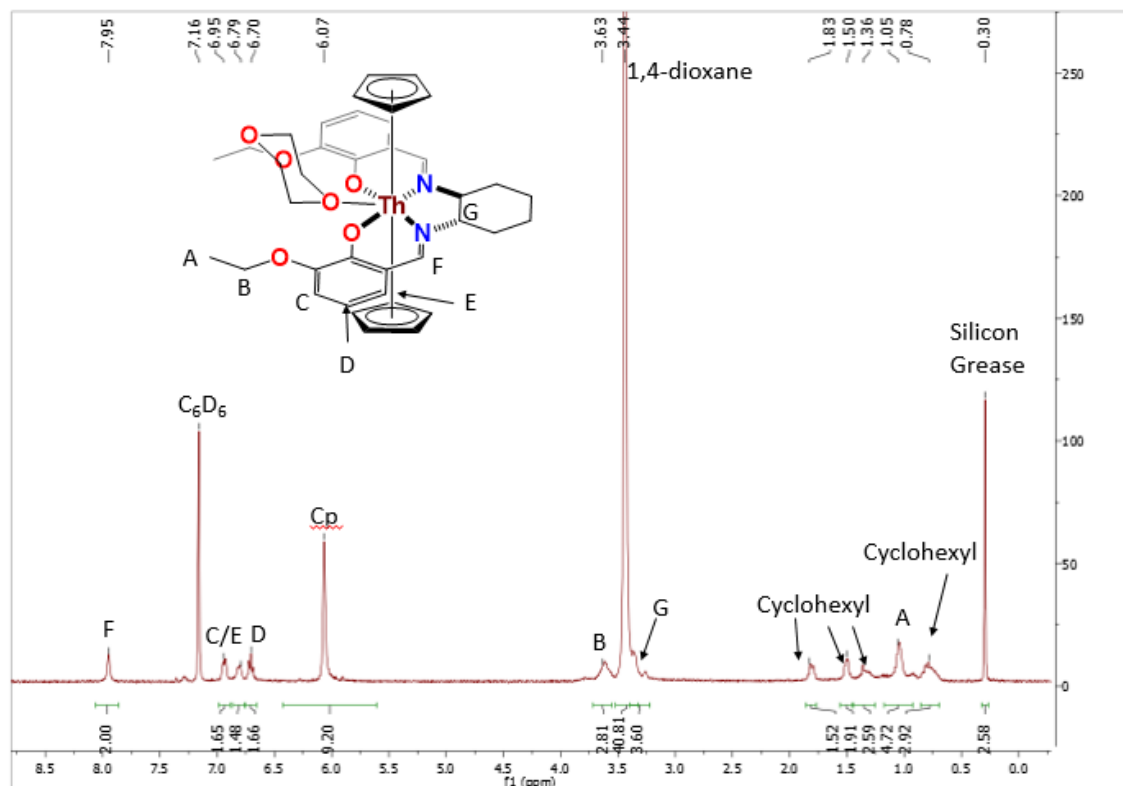 7.95
7.16
6.95
6.79
6.70
6.07
3.63
3.44
1.83
1.50
1.36
1.05
0.78
0.30
1,4-dioxane
O
O
O
N
O
Th
G
O
N
A
O
B
F
C
E
D
C6D6
Cp
F
C/E
D
B
G
Cyclohexyl
A
Cyclohexyl
Silicon
Grease
250
200
150
100
50
0
2.00
1.65
1.48
1.66
9.20
2.81
40.81
3.60
1.52
1.91
2.59
4.72
2.92
2.58
8.5 8.0 7.5 7.0 6.5 6.0 5.5 5.0 4.5 4.0 3.5 3.0 2.5 2.0 1.5 1.0 0.5 0.0
f1 (ppm)